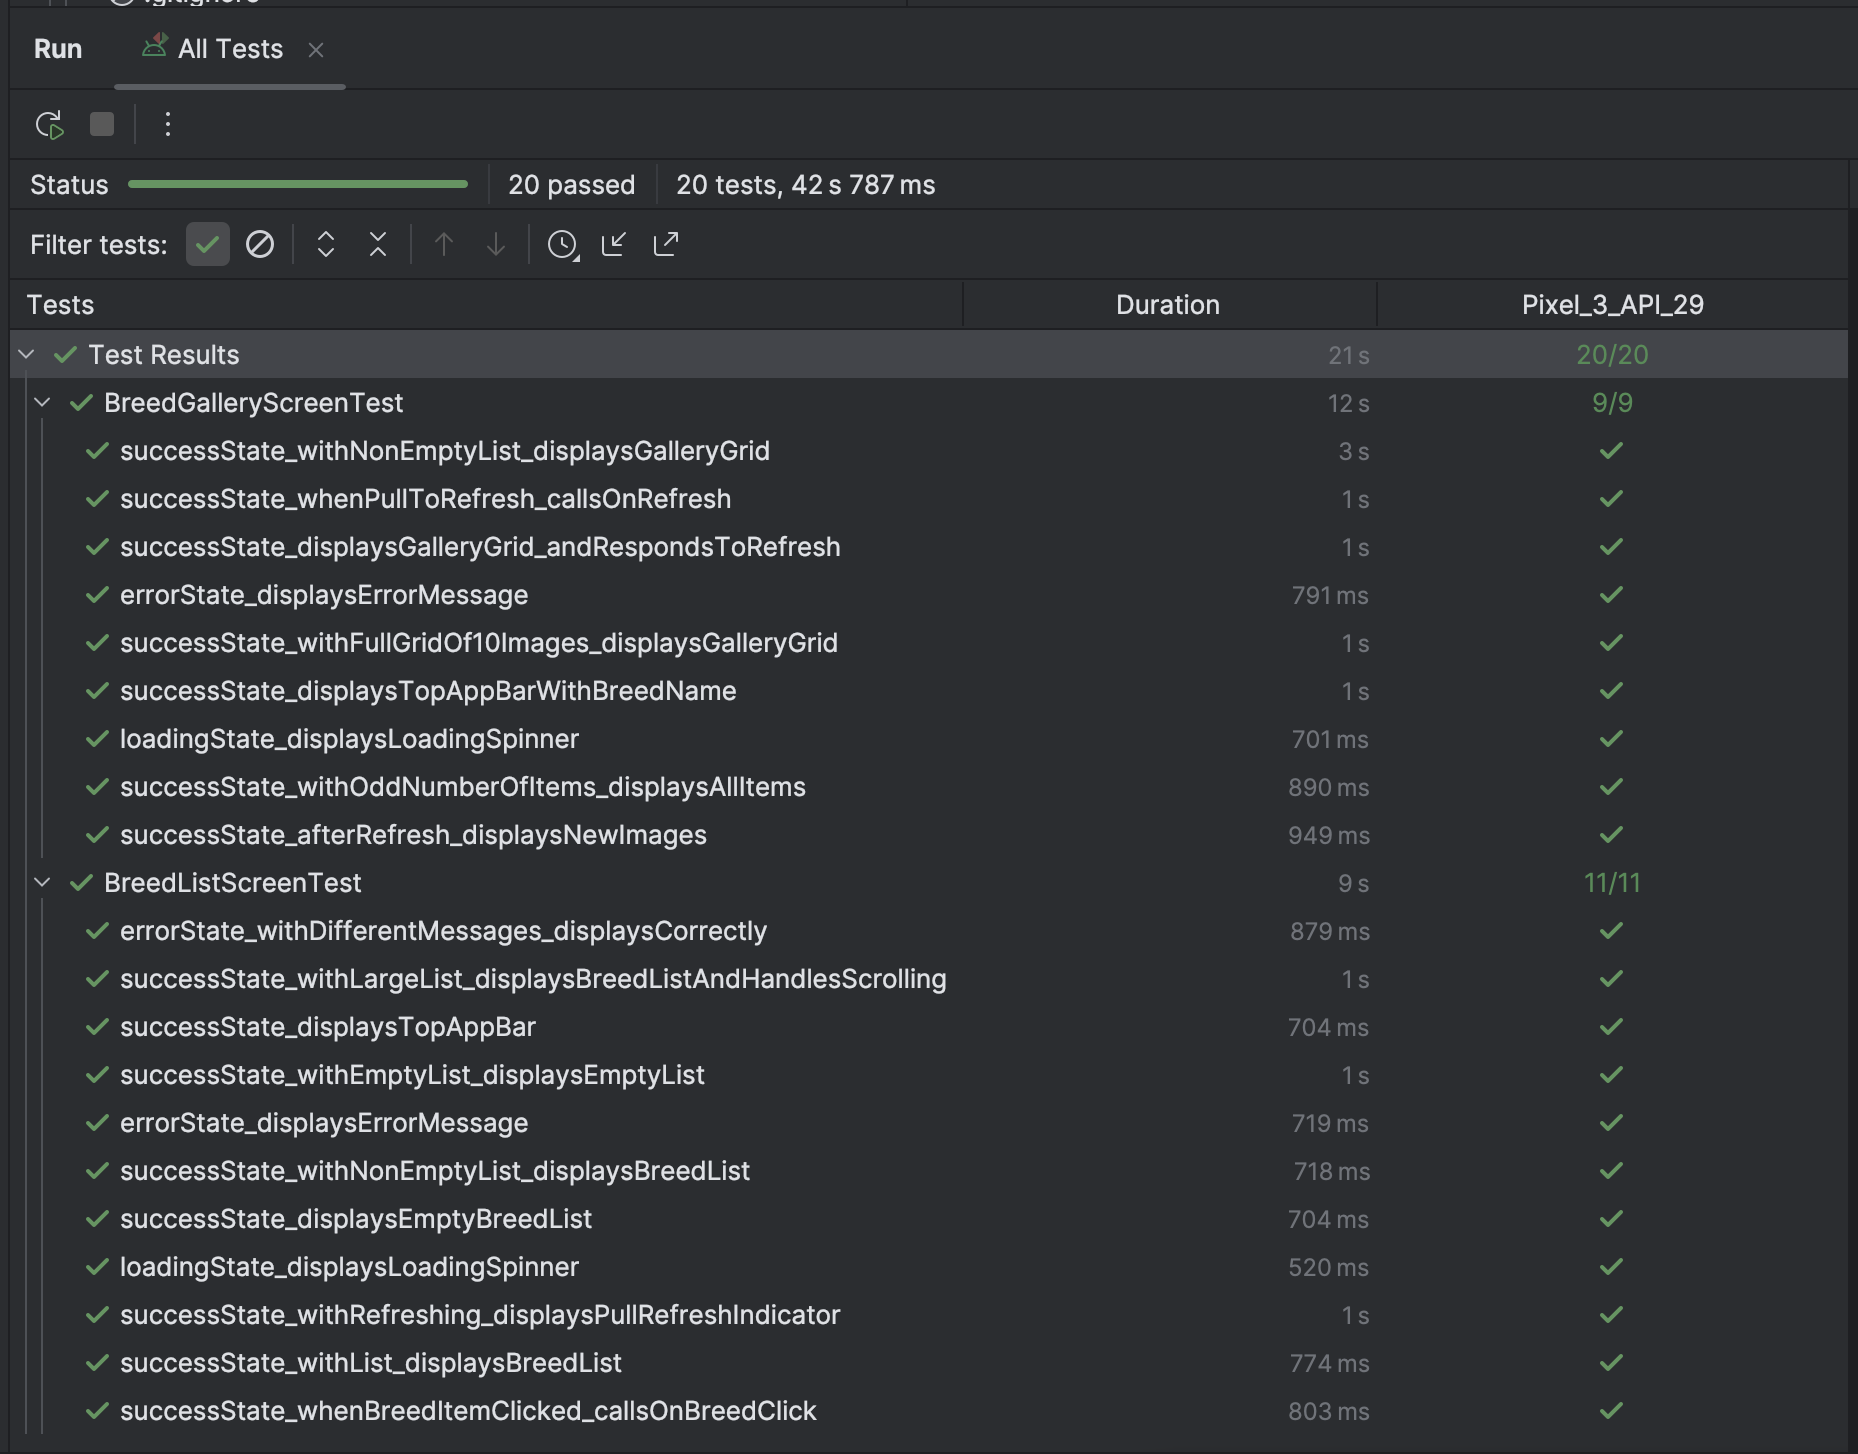 .gitignore
Run All Tests
Status 20 passed 20 tests, 42 s 787 ms
Filter tests:
Tests Duration Pixel_3_API_29
Test Results 21 s 20/20
BreedGalleryScreenTest 12 s 9/9
successState_withNonEmptyList_displaysGalleryGrid 3 s
successState_whenPullToRefresh_callsOnRefresh 1 s
successState_displaysGalleryGrid_andRespondsToRefresh 1 s
errorState_displaysErrorMessage 791 ms
successState_withFullGridOf10Images_displaysGalleryGrid 1 s
successState_displaysTopAppBarWithBreedName 1 s
loadingState_displaysLoadingSpinner 701 ms
successState_withOddNumberOfItems_displaysAllItems 890 ms
successState_afterRefresh_displaysNewImages 949 ms
BreedListScreenTest 9 s 11/11
errorState_withDifferentMessages_displaysCorrectly 879 ms
successState_withLargeList_displaysBreedListAndHandlesScrolling 1 s
successState_displaysTopAppBar 704 ms
successState_withEmptyList_displaysEmptyList 1 s
errorState_displaysErrorMessage 719 ms
successState_withNonEmptyList_displaysBreedList 718 ms
successState_displaysEmptyBreedList 704 ms
loadingState_displaysLoadingSpinner 520 ms
successState_withRefreshing_displaysPullRefreshIndicator 1 s
successState_withList_displaysBreedList 774 ms
successState_whenBreedItemClicked_callsOnBreedClick 803 ms